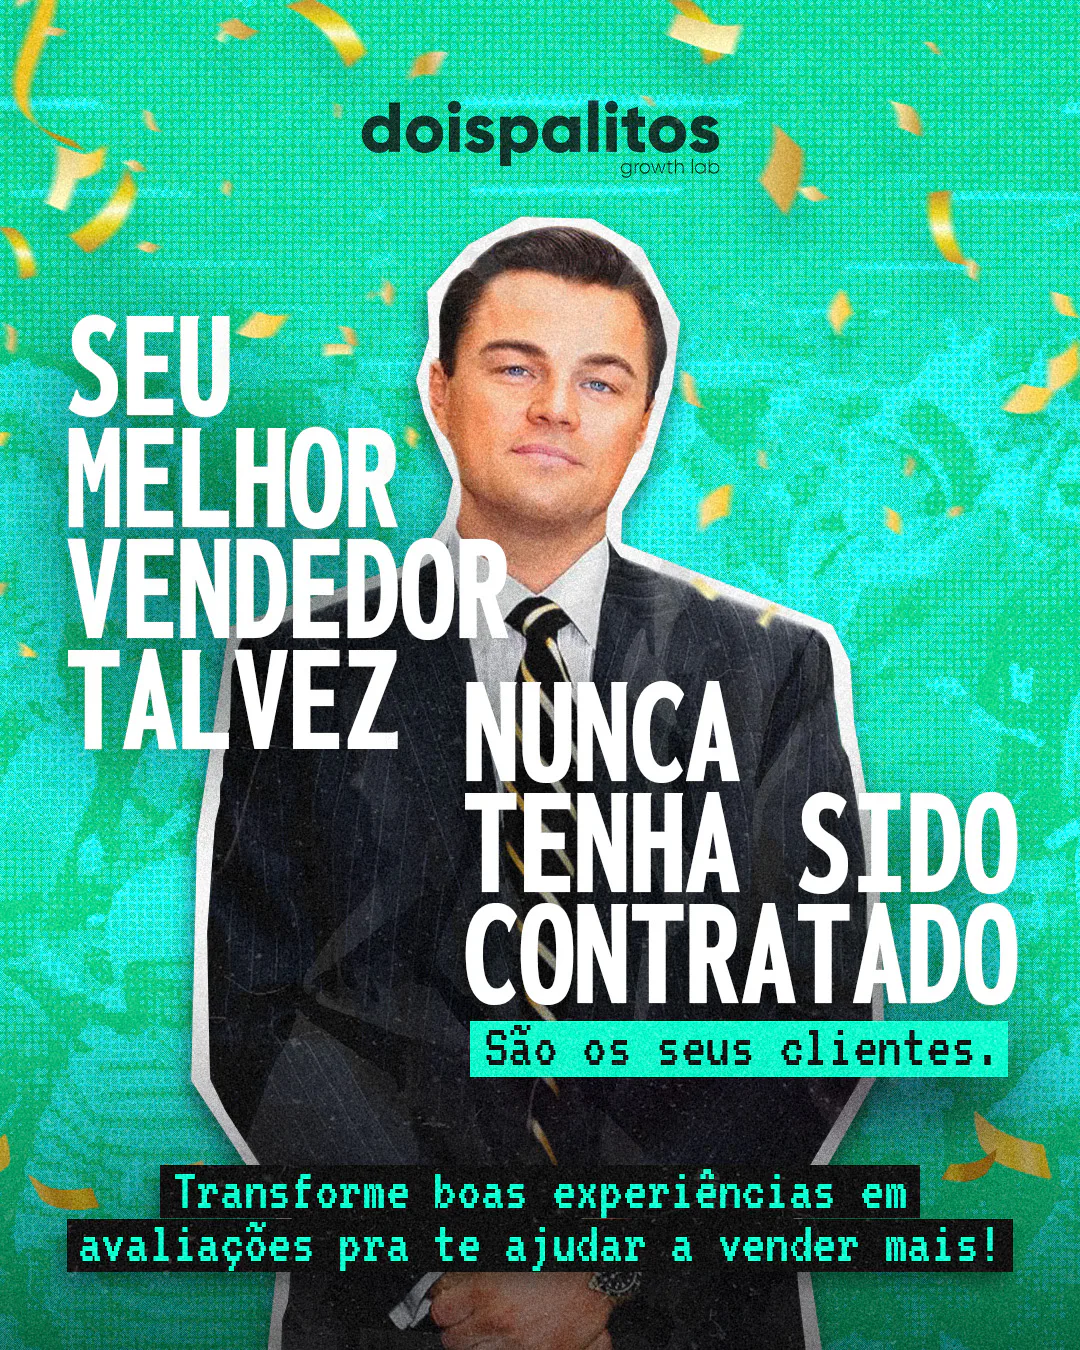 doispalitos
growth lab
SEU
MELHOR
VENDEDOR
TALVEZ
NUNCA
TENHA SIDO
CONTRATADO
São os seus clientes.
Transforme boas experiências em
avaliações pra te ajudar a vender mais!